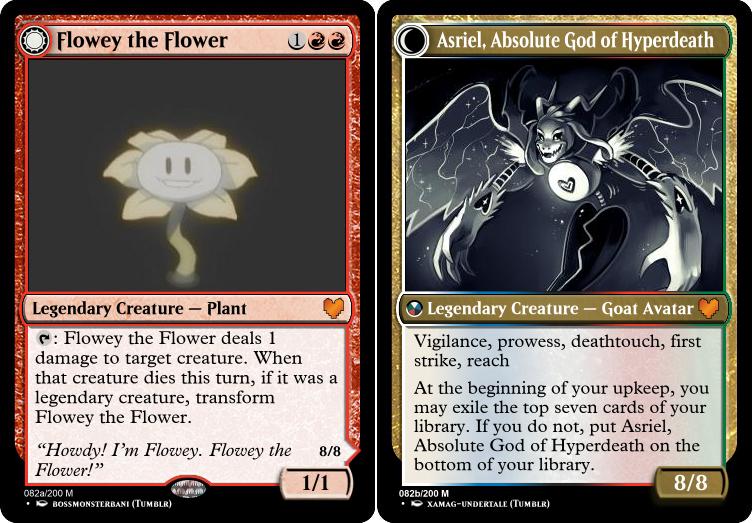 Flowey the Flower 1
Legendary Creature — Plant
: Flowey the Flower deals 1
damage to target creature. When
that creature dies this turn, if it was a
legendary creature, transform
Flowey the Flower.
“Howdy! I’m Flowey. Flowey the
Flower!”
8/8
1/1
082a/200 M
• BOSSMONSTERBANI (TUMBLR)
Asriel, Absolute God of Hyperdeath
Legendary Creature — Goat Avatar
Vigilance, prowess, deathtouch, first
strike, reach
At the beginning of your upkeep, you
may exile the top seven cards of your
library. If you do not, put Asriel,
Absolute God of Hyperdeath on the
bottom of your library.
8/8
082b/200 M
• XAMAG-UNDERTALE (TUMBLR)